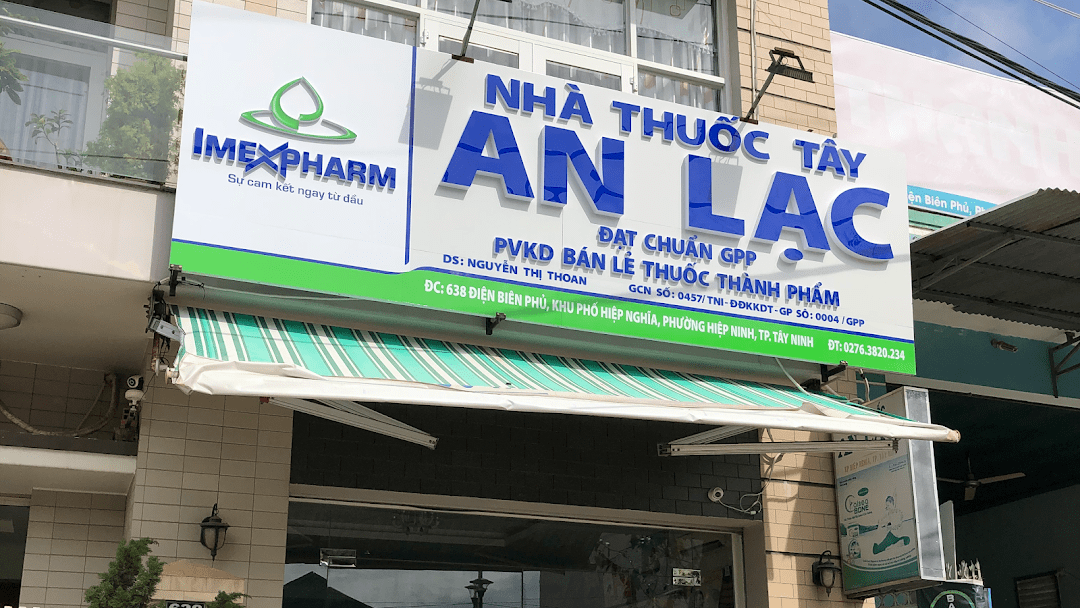 IMEXPHARM
Sự cam kết ngay từ đầu
NHÀ THUỐC TÂY
AN LẠC
ĐẠT CHUẨN GPP
PVKD BÁN LẺ THUỐC THÀNH PHẨM
DS: NGUYỄN THỊ THOAN
GCN SỐ: 0457/TNI-ĐĐKKDT-GP SỐ: 0004/GPP
ĐC: 638 ĐIỆN BIÊN PHỦ, KHU PHỐ HIỆP NGHĨA, PHƯỜNG HIỆP NINH, TP. TÂY NINH ĐT: 0276.3820.234
Biên Phủ,
BONE